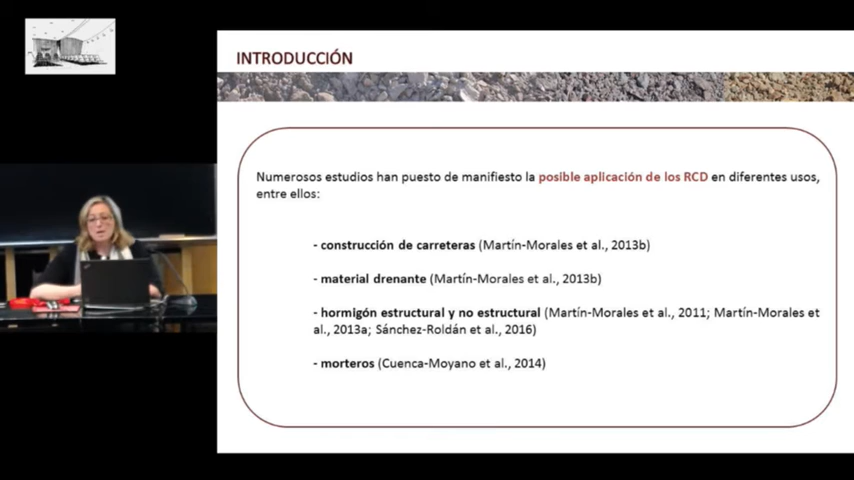 INTRODUCCIÓN
Numerosos estudios han puesto de manifiesto la posible aplicación de los RCD en diferentes usos,
entre ellos:
- construcción de carreteras (Martín-Morales et al., 2013b)
- material drenante (Martín-Morales et al., 2013b)
- hormigón estructural y no estructural (Martín-Morales et al., 2011; Martín-Morales et
al., 2013a; Sánchez-Roldán et al., 2016)
- morteros (Cuenca-Moyano et al., 2014)